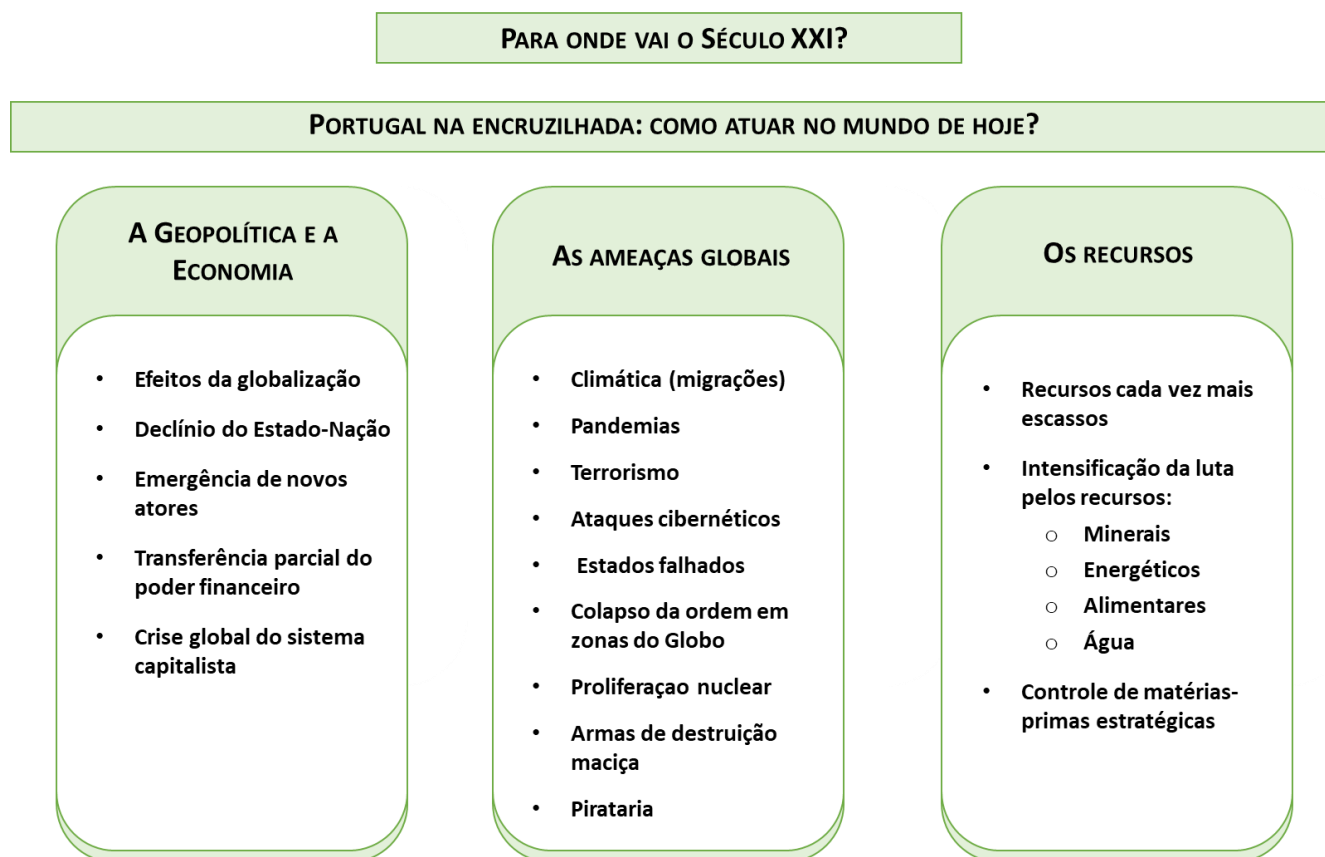 PARA ONDE VAI O SÉCULO XXI?
PORTUGAL NA ENCRUZILHADA: COMO ATUAR NO MUNDO DE HOJE?
A GEOPOLÍTICA E A
ECONOMIA
• Efeitos da globalização
• Declínio do Estado-Nação
• Emergência de novos
atores
• Transferência parcial do
poder financeiro
• Crise global do sistema
capitalista
AS AMEAÇAS GLOBAIS
• Climática (migrações)
• Pandemias
• Terrorismo
• Ataques cibernéticos
• Estados falhados
• Colapso da ordem em
zonas do Globo
• Proliferaçao nuclear
• Armas de destruição
maciça
• Pirataria
OS RECURSOS
• Recursos cada vez mais
escassos
• Intensificação da luta
pelos recursos:
o Minerais
o Energéticos
o Alimentares
o Água
• Controle de matérias-
primas estratégicas